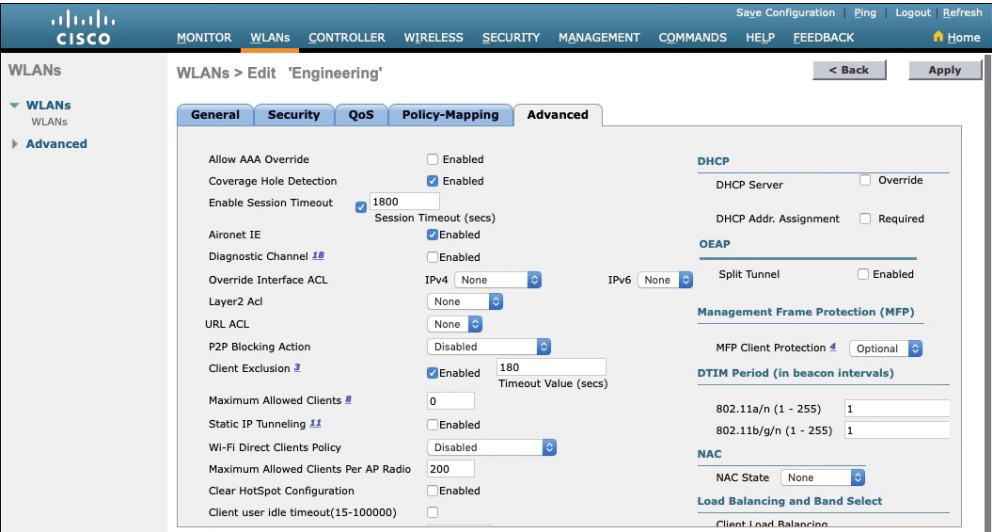 Save Configuration | Ping | Logout | Refresh
CISCO
MONITOR WLANs CONTROLLER WIRELESS SECURITY MANAGEMENT COMMANDS HELP FEEDBACK Home
WLANs
WLANs > Edit 'Engineering'
< Back
Apply
WLANs
WLANs
Advanced
General Security QoS Policy-Mapping Advanced
Allow AAA Override Enabled
Coverage Hole Detection Enabled
Enable Session Timeout 1800
Session Timeout (secs)
Aironet IE Enabled
Diagnostic Channel 18 Enabled
Override Interface ACL IPv4 None IPv6 None
Layer2 Acl None
URL ACL None
P2P Blocking Action Disabled
Client Exclusion 3 Enabled 180
Timeout Value (secs)
Maximum Allowed Clients 8 0
Static IP Tunneling 11 Enabled
Wi-Fi Direct Clients Policy Disabled
Maximum Allowed Clients Per AP Radio 200
Clear HotSpot Configuration Enabled
Client user idle timeout(15-100000)
DHCP
DHCP Server Override
DHCP Addr. Assignment Required
OEAP
Split Tunnel Enabled
Management Frame Protection (MFP)
MFP Client Protection 4 Optional
DTIM Period (in beacon intervals)
802.11a/n (1 - 255) 1
802.11b/g/n (1 - 255) 1
NAC
NAC State None
Load Balancing and Band Select
Client Load Balancing